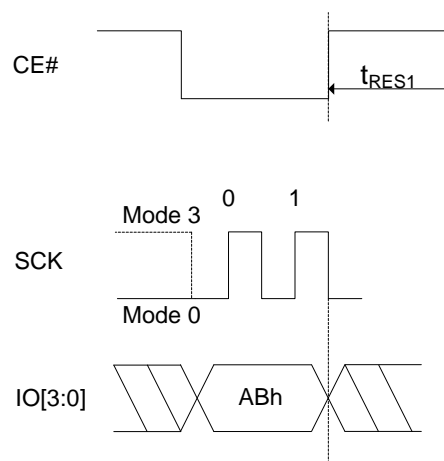 CE#
tRES1
0 1
Mode 3
SCK
Mode 0
IO[3:0]
ABh